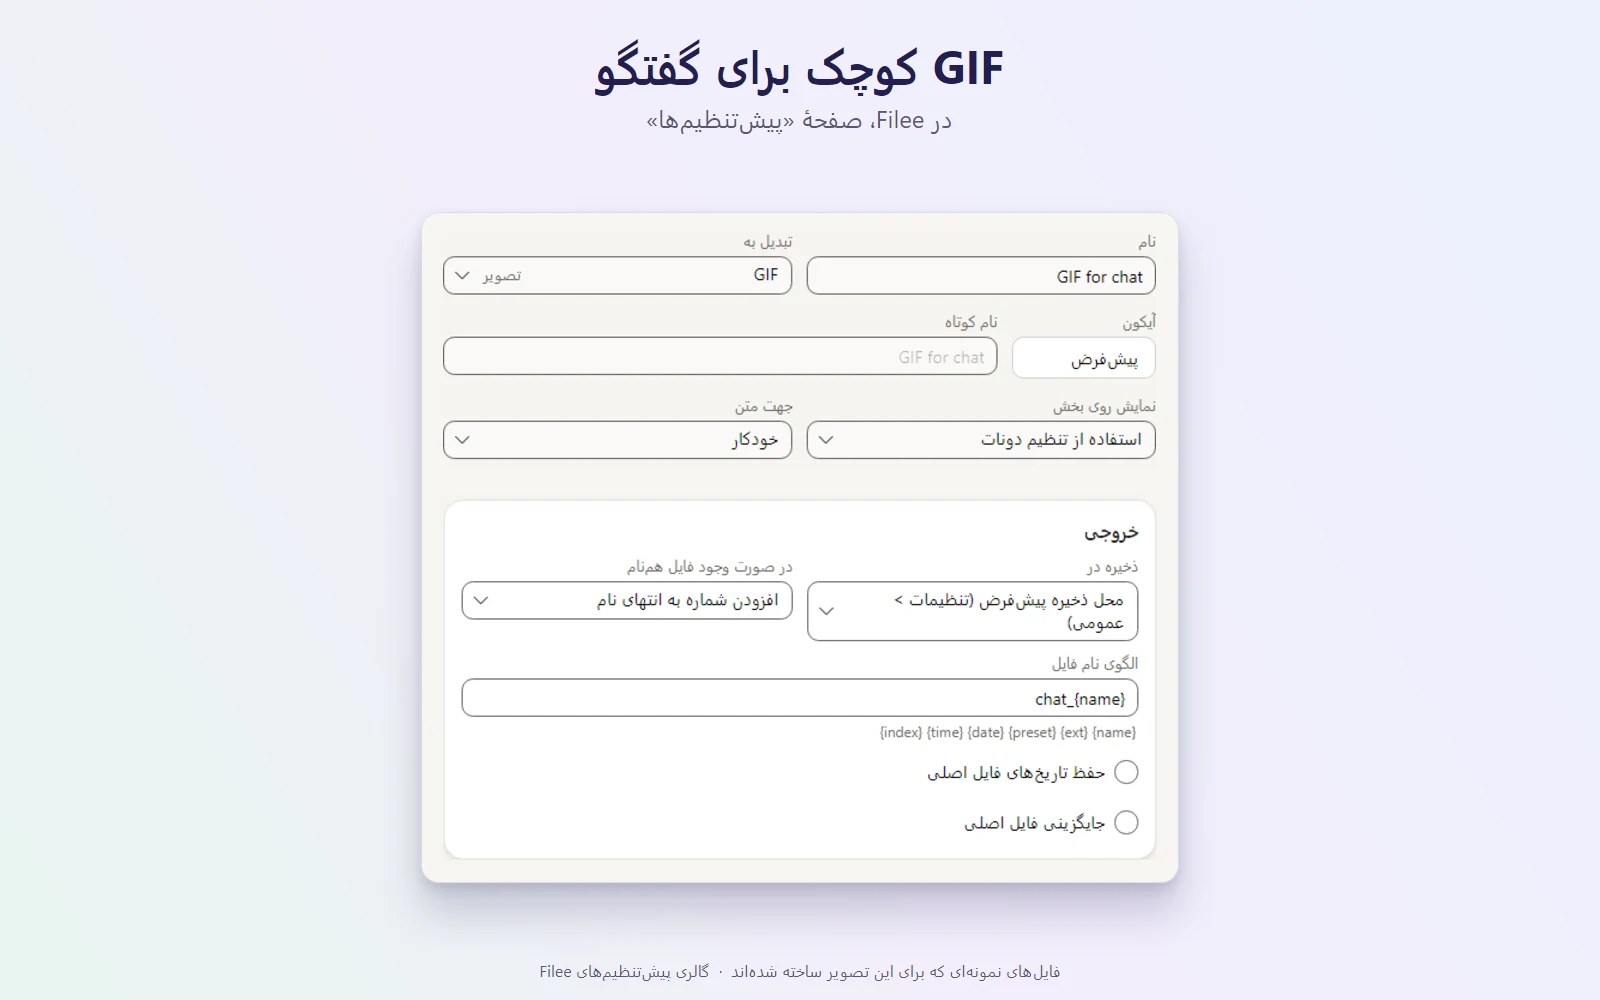 GIF کوچک برای گفتگو
در Filee، صفحهٔ «پیش‌تنظیم‌ها»
نام
GIF for chat
تبدیل به
GIF تصویر
آیکون
پیش‌فرض
نام کوتاه
GIF for chat
نمایش روی بخش
استفاده از تنظیم دونات
جهت متن
خودکار
خروجی
ذخیره در
محل ذخیره پیش‌فرض (تنظیمات >
عمومی)
در صورت وجود فایل هم‌نام
افزودن شماره به انتهای نام
الگوی نام فایل
chat_{name}
{index} {time} {date} {preset} {ext} {name}
حفظ تاریخ‌های فایل اصلی
جایگزینی فایل اصلی
فایل‌های نمونه‌ای که برای این تصویر ساخته شده‌اند · گالری پیش‌تنظیم‌های Filee